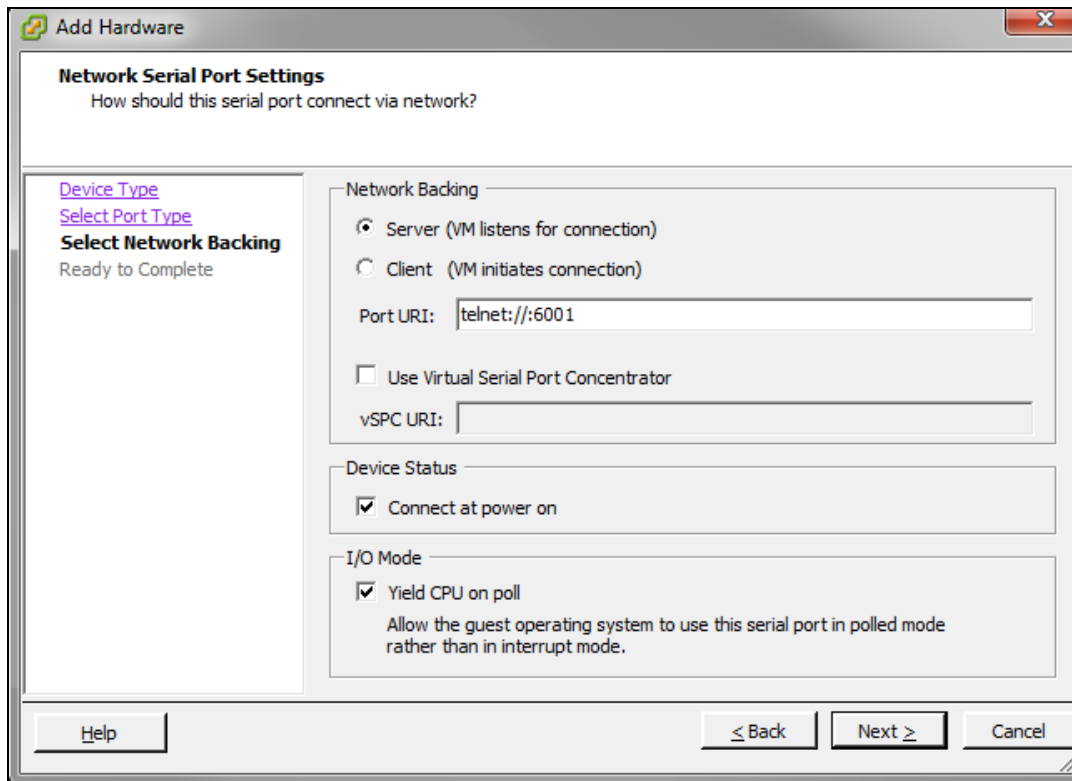 Add Hardware
Network Serial Port Settings
How should this serial port connect via network?
Device Type
Select Port Type
Select Network Backing
Ready to Complete
Network Backing
Server (VM listens for connection)
Client (VM initiates connection)
Port URI: telnet://:6001
Use Virtual Serial Port Concentrator
vSPC URI:
Device Status
Connect at power on
I/O Mode
Yield CPU on poll
Allow the guest operating system to use this serial port in polled mode
rather than in interrupt mode.
Help
< Back
Next >
Cancel